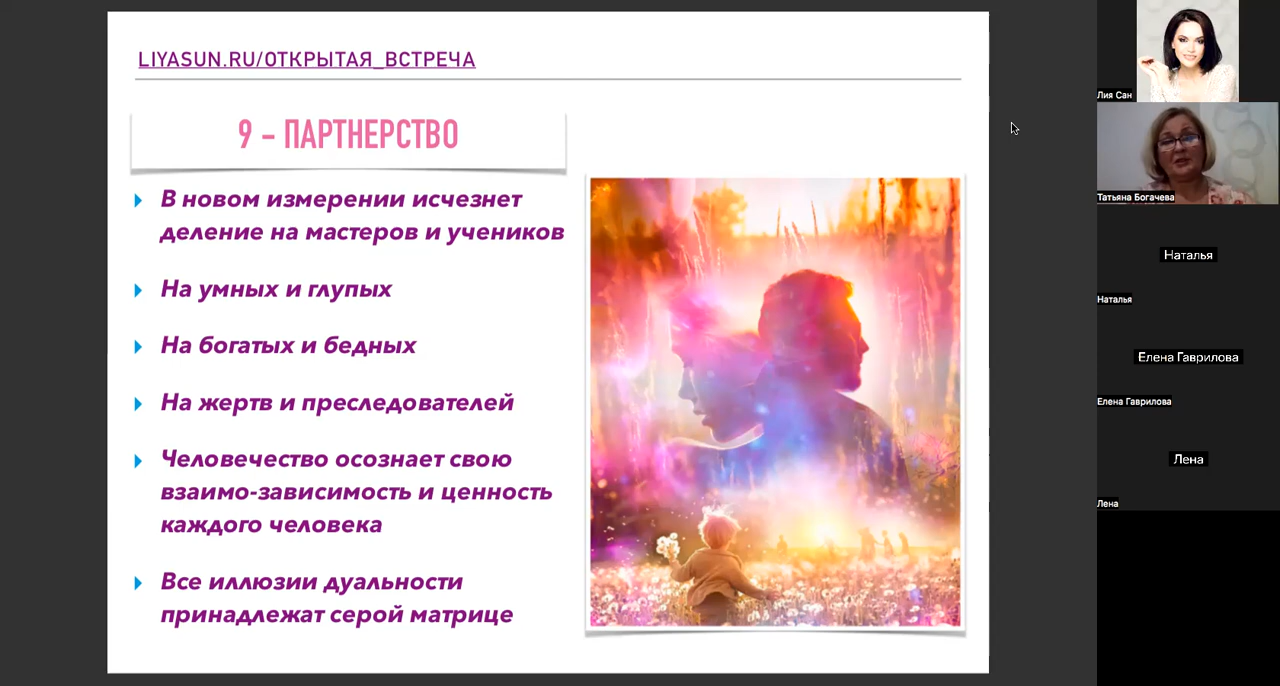 LIYASUN.RU/ОТКРЫТАЯ_ВСТРЕЧА
9 – ПАРТНЕРСТВО
В новом измерении исчезнет
деление на мастеров и учеников
На умных и глупых
На богатых и бедных
На жертв и преследователей
Человечество осознает свою
взаимо-зависимость и ценность
каждого человека
Все иллюзии дуальности
принадлежат серой матрице
Лия Сан
Татьяна Богачева
Наталья
Наталья
Елена Гаврилова
Елена Гаврилова
Лена
Лена